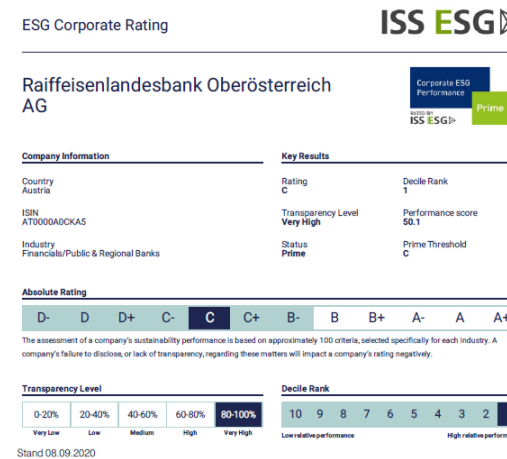 ESG Corporate Rating
ISS ESG
Raiffeisenlandesbank Oberösterreich
AG
Corporate ESG
Performance
RATED BY
ISS ESG
Prime
Company Information
Key Results
Country
Austria
Rating
C
Decile Rank
1
ISIN
AT0000A0CKA5
Transparency Level
Very High
Performance score
50.1
Industry
Financials/Public & Regional Banks
Status
Prime
Prime Threshold
C
Absolute Rating
D- D D+ C- C C+ B- B B+ A- A A+
The assessment of a company's sustainability performance is based on approximately 100 criteria, selected specifically for each industry. A
company's failure to disclose, or lack of transparency, regarding these matters will impact a company's rating negatively.
Transparency Level
Decile Rank
0-20% 20-40% 40-60% 60-80% 80-100%
10 9 8 7 6 5 4 3 2
Very Low Low Medium High Very High
Low relative performance High relative perform
Stand 08.09.2020